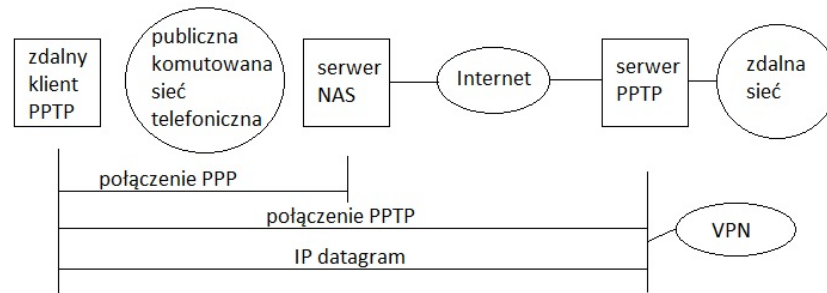 zdalny
klient
PPTP
publiczna
komutowana
sieć
telefoniczna
serwer
NAS
Internet
serwer
PPTP
zdalna
sieć
połączenie PPP
połączenie PPTP
VPN
IP datagram